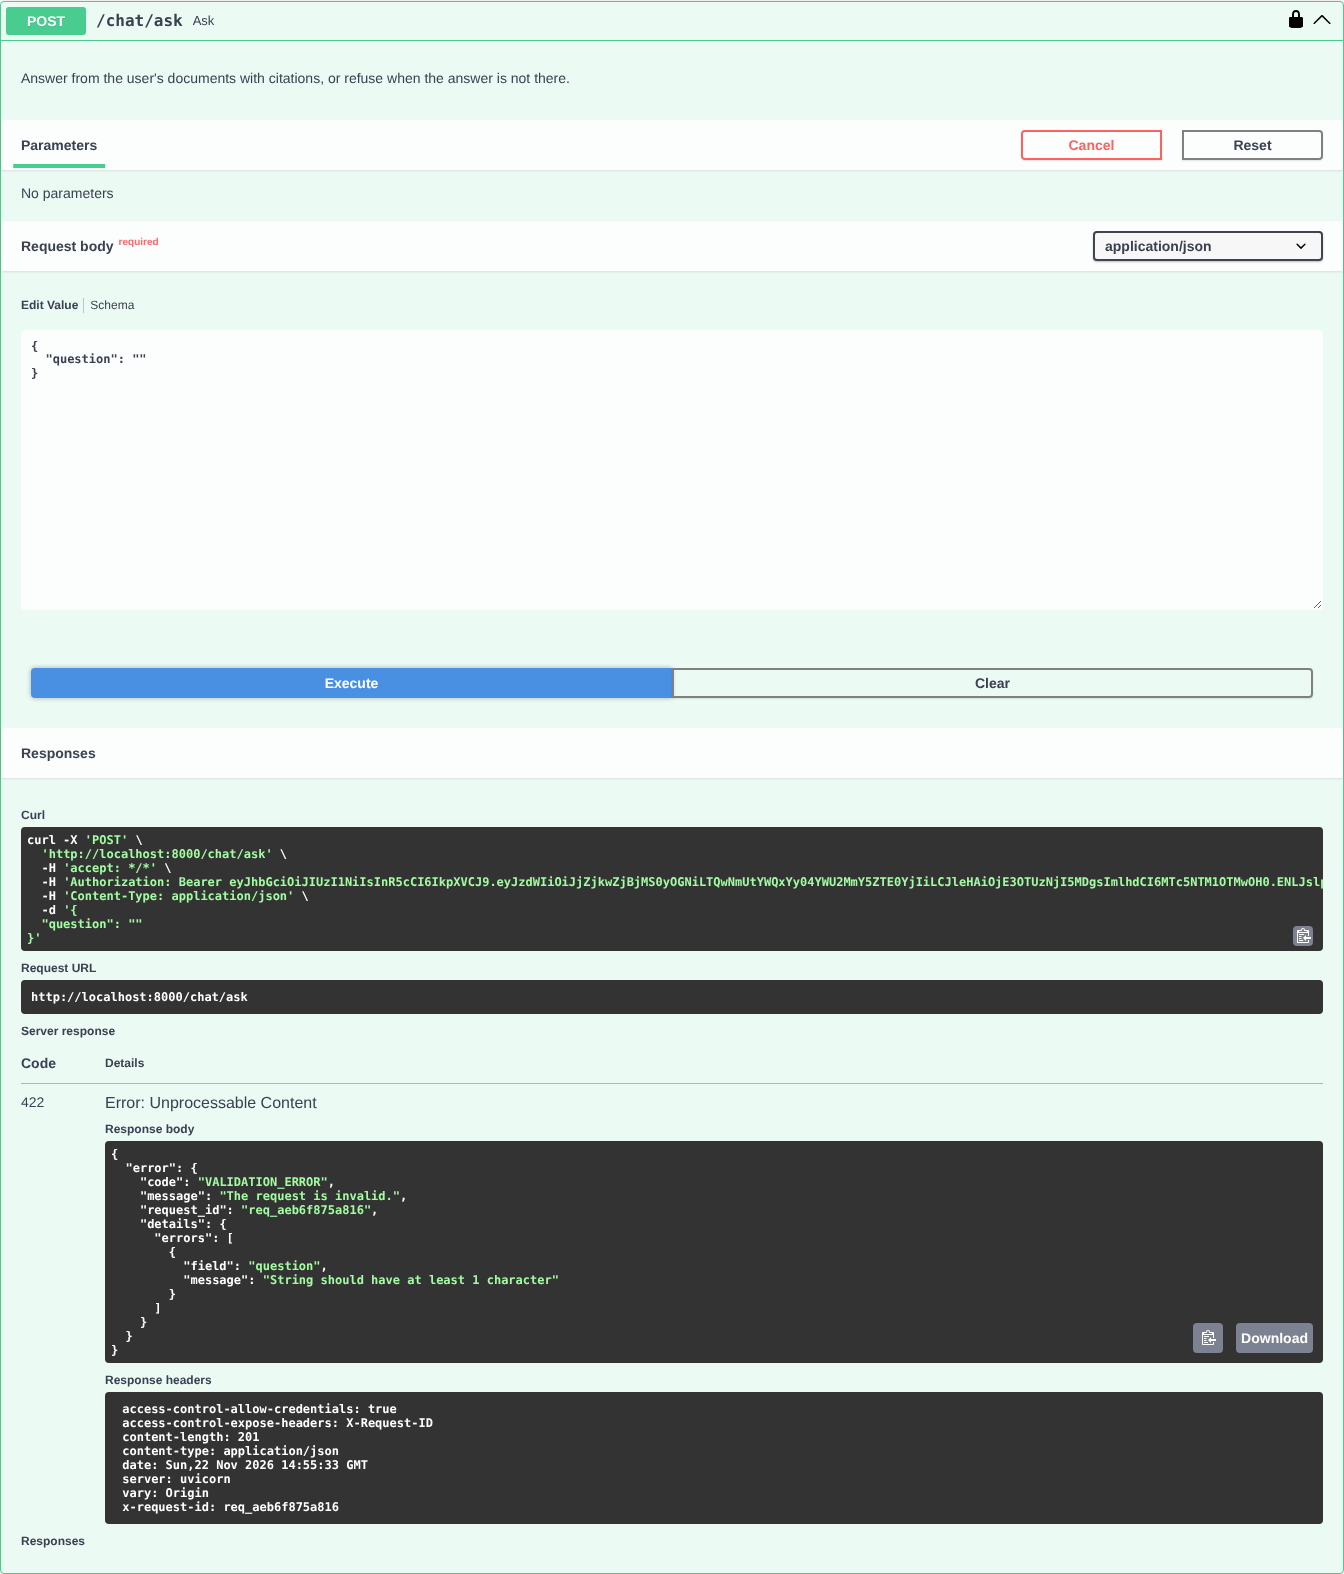 POST /chat/ask Ask
Answer from the user's documents with citations, or refuse when the answer is not there.
Parameters
Cancel
Reset
No parameters
Request body required
application/json
Edit Value Schema
{
  "question": ""
}
Execute
Clear
Responses
Curl
curl -X 'POST' \
  'http://localhost:8000/chat/ask' \
  -H 'accept: */*' \
  -H 'Authorization: Bearer eyJhbGciOiJIUzI1NiIsInR5cCI6IkpXVCJ9.eyJzdWIiOiJjZjkwZjBjMS0yOGNiLTQwNmUtYWQxYy04YWU2MmY5ZTE0YjIiLCJleHAiOjE3OTUzNjI5MDgsImlhdCI6MTc5NTM1OTMwOH0.ENLJslp
  -H 'Content-Type: application/json' \
  -d '{
  "question": ""
}'
Request URL
http://localhost:8000/chat/ask
Server response
Code Details
422 Error: Unprocessable Content
Response body
{
  "error": {
    "code": "VALIDATION_ERROR",
    "message": "The request is invalid.",
    "request_id": "req_aeb6f875a816",
    "details": {
      "errors": [
        {
          "field": "question",
          "message": "String should have at least 1 character"
        }
      ]
    }
  }
}
Download
Response headers
access-control-allow-credentials: true
access-control-expose-headers: X-Request-ID
content-length: 201
content-type: application/json
date: Sun,22 Nov 2026 14:55:33 GMT
server: uvicorn
vary: Origin
x-request-id: req_aeb6f875a816
Responses